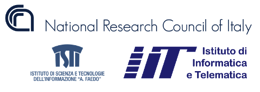 National Research Council of Italy
ISTI
ISTITUTO DI SCIENZA E TECNOLOGIE
DELL'INFORMAZIONE "A. FAEDO"
IIT
Istituto di
Informatica
e Telematica